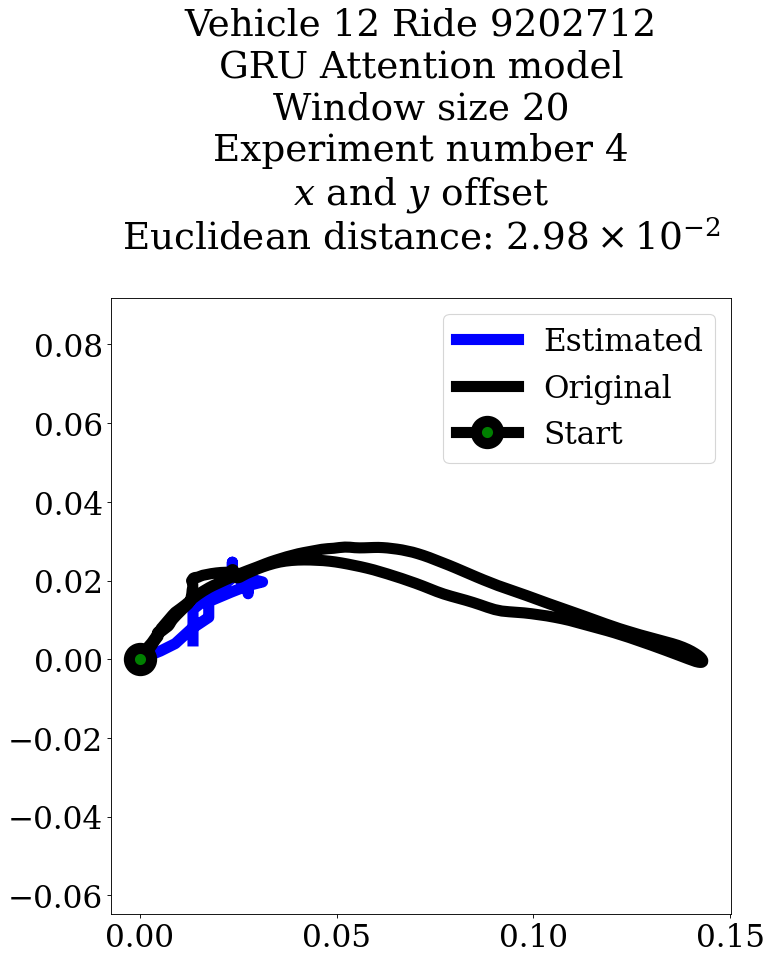 Vehicle 12 Ride 9202712
GRU Attention model
Window size 20
Experiment number 4
x and y offset
Euclidean distance: 2.98 × 10⁻²
Estimated
Original
Start
0.08
0.06
0.04
0.02
0.00
−0.02
−0.04
−0.06
0.00 0.05 0.10 0.15